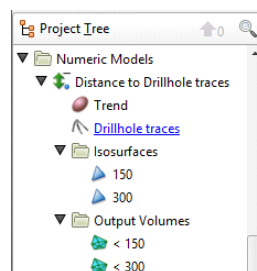 Project Tree 0
Numeric Models
Distance to Drillhole traces
Trend
Drillhole traces
Isosurfaces
150
300
Output Volumes
< 150
< 300